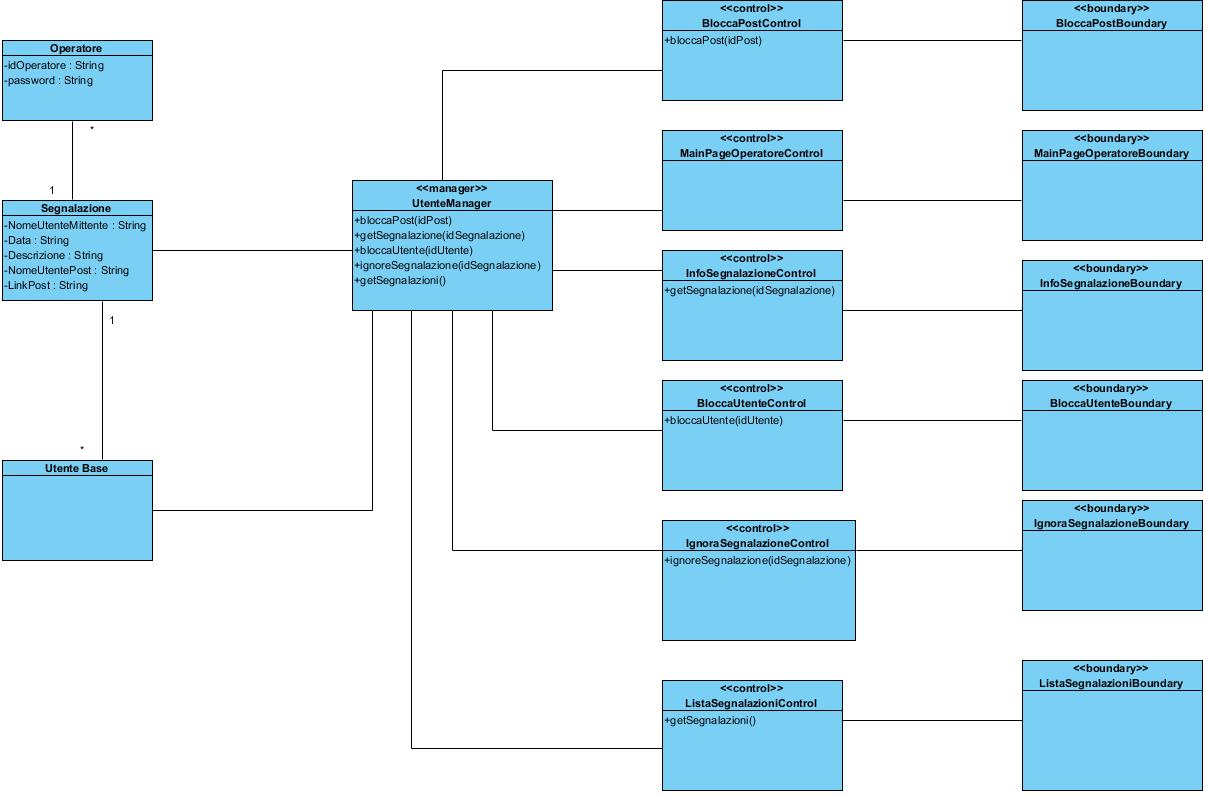 Operatore
-idOperatore : String
-password : String
*
1
Segnalazione
-NomeUtenteMittente : String
-Data : String
-Descrizione : String
-NomeUtentePost : String
-LinkPost : String
1
*
Utente Base
<<manager>>
UtenteManager
+bloccaPost(idPost)
+getSegnalazione(idSegnalazione)
+bloccaUtente(idUtente)
+ignoreSegnalazione(idSegnalazione)
+getSegnalazioni()
<<control>>
BloccaPostControl
+bloccaPost(idPost)
<<boundary>>
BloccaPostBoundary
<<control>>
MainPageOperatoreControl
<<boundary>>
MainPageOperatoreBoundary
<<control>>
InfoSegnalazioneControl
+getSegnalazione(idSegnalazione)
<<boundary>>
InfoSegnalazioneBoundary
<<control>>
BloccaUtenteControl
+bloccaUtente(idUtente)
<<boundary>>
BloccaUtenteBoundary
<<control>>
IgnoraSegnalazioneControl
+ignoreSegnalazione(idSegnalazione)
<<boundary>>
IgnoraSegnalazioneBoundary
<<control>>
ListaSegnalazioniControl
+getSegnalazioni()
<<boundary>>
ListaSegnalazioniBoundary